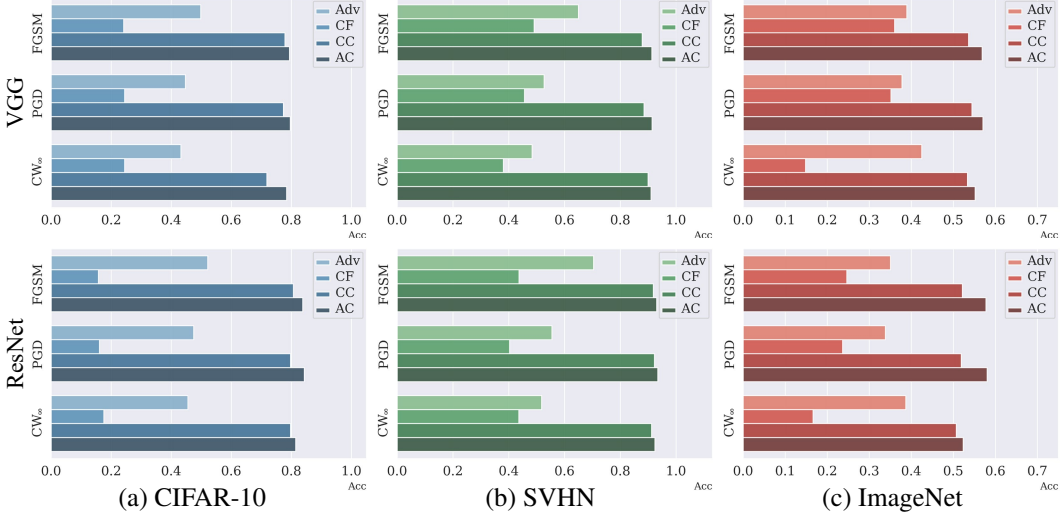 VGG
FGSM
PGD
CW∞
Adv
CF
CC
AC
0.0 0.2 0.4 0.6 0.8 1.0
Acc
FGSM
PGD
CW∞
Adv
CF
CC
AC
0.0 0.2 0.4 0.6 0.8 1.0
Acc
FGSM
PGD
CW∞
Adv
CF
CC
AC
0.0 0.1 0.2 0.3 0.4 0.5 0.6 0.7
Acc
ResNet
FGSM
PGD
CW∞
Adv
CF
CC
AC
0.0 0.2 0.4 0.6 0.8 1.0
Acc
FGSM
PGD
CW∞
Adv
CF
CC
AC
0.0 0.2 0.4 0.6 0.8 1.0
Acc
FGSM
PGD
CW∞
Adv
CF
CC
AC
0.0 0.1 0.2 0.3 0.4 0.5 0.6 0.7
Acc
(a) CIFAR-10
(b) SVHN
(c) ImageNet